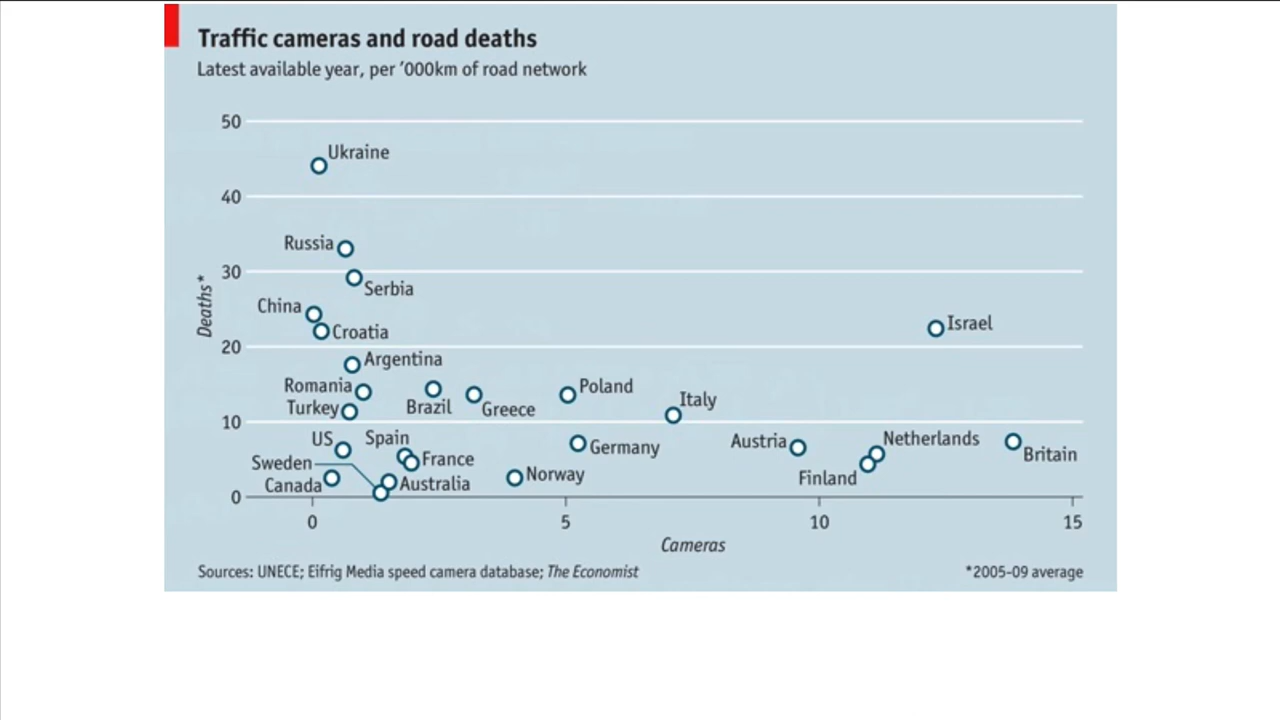 Traffic cameras and road deaths
Latest available year, per '000km of road network
50
Ukraine
40
Russia
30
Serbia
China
Croatia
Israel
20
Argentina
Romania
Poland
Turkey
Brazil
Greece
Italy
10
US
Spain
Germany
Austria
Netherlands
Britain
Sweden
France
Canada
Australia
Norway
Finland
0
Deaths*
0 5 10 15
Cameras
Sources: UNECE; Eifrig Media speed camera database; The Economist
*2005-09 average